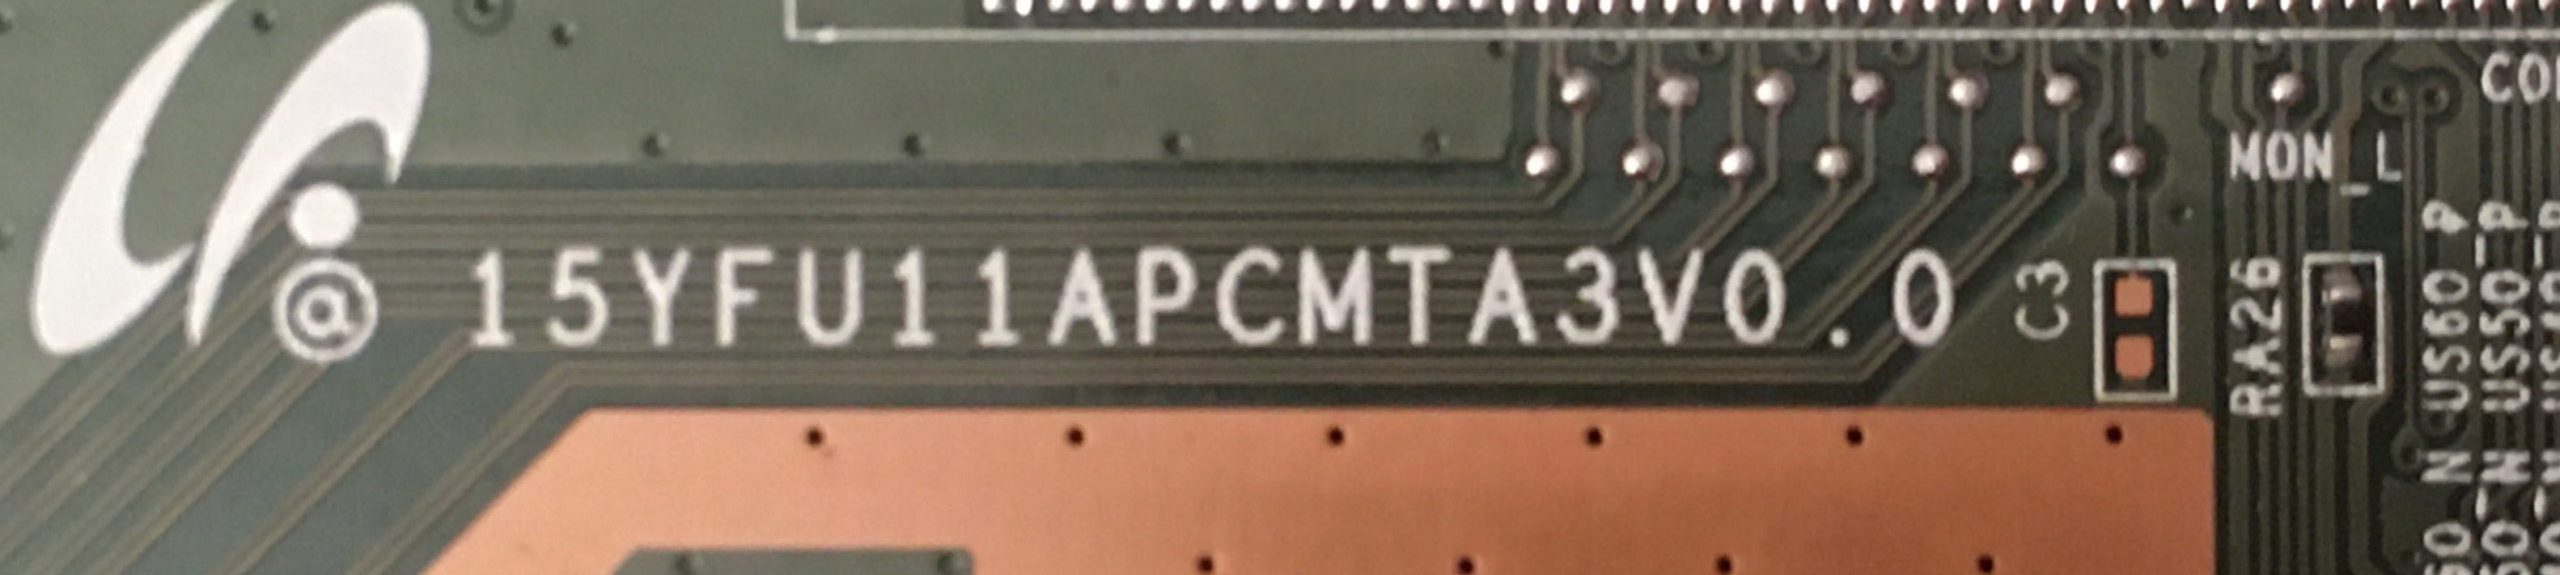 MON_L
@ 15YFU11APCMTA3V0.0
C3
RA26